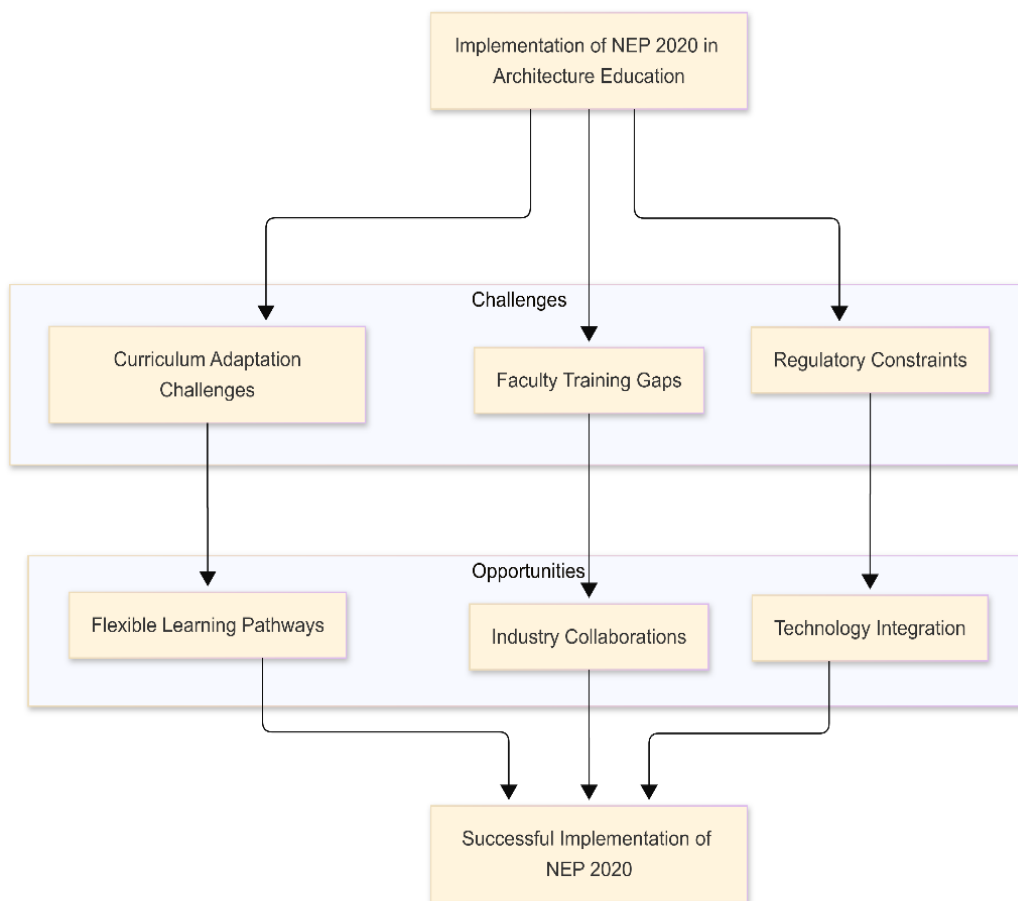 Implementation of NEP 2020 in
Architecture Education
Challenges
Curriculum Adaptation
Challenges
Faculty Training Gaps
Regulatory Constraints
Opportunities
Flexible Learning Pathways
Industry Collaborations
Technology Integration
Successful Implementation of
NEP 2020